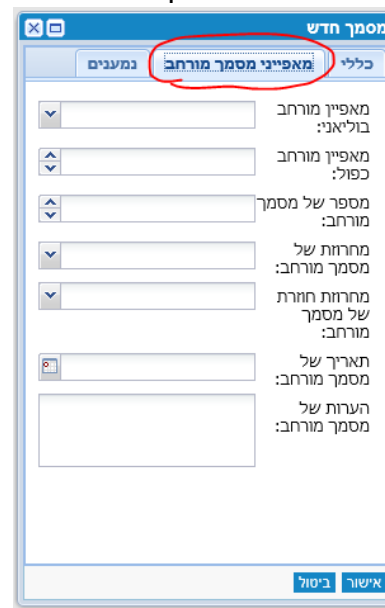 מסמך חדש
כללי מאפייני מסמך מורחב נמענים
מאפיין מורחב
בוליאני:
מאפיין מורחב
כפול:
מספר של מסמך
מורחב:
מחרוזת של
מסמך מורחב:
מחרוזת חוזרת
של מסמך
מורחב:
תאריך של
מסמך מורחב:
הערות של
מסמך מורחב:
אישור ביטול